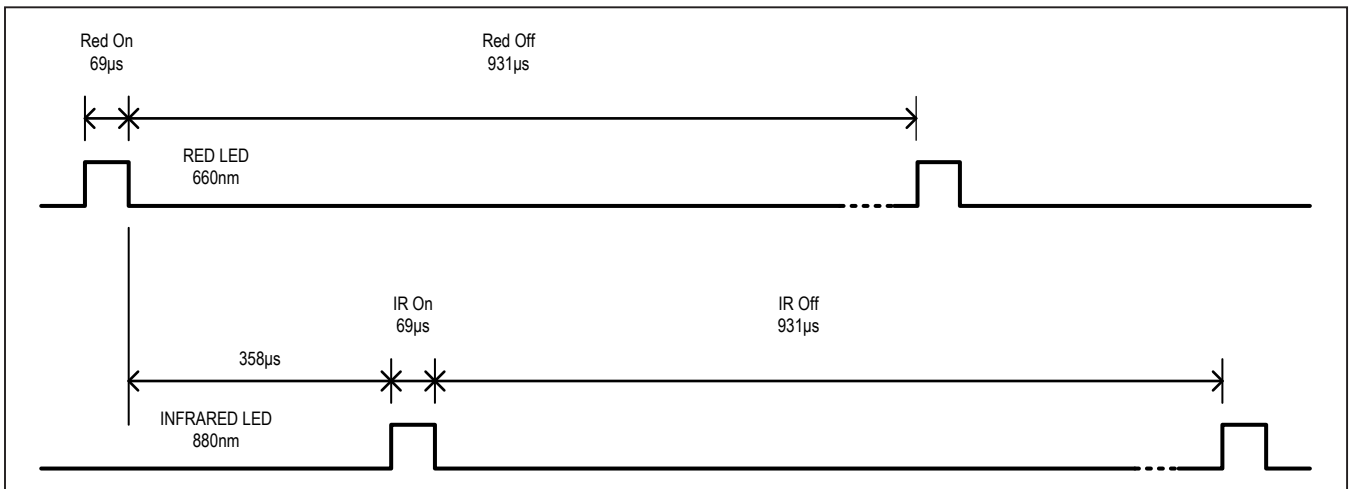 Red On
69µs
Red Off
931µs
RED LED
660nm
IR On
69µs
IR Off
931µs
358µs
INFRARED LED
880nm